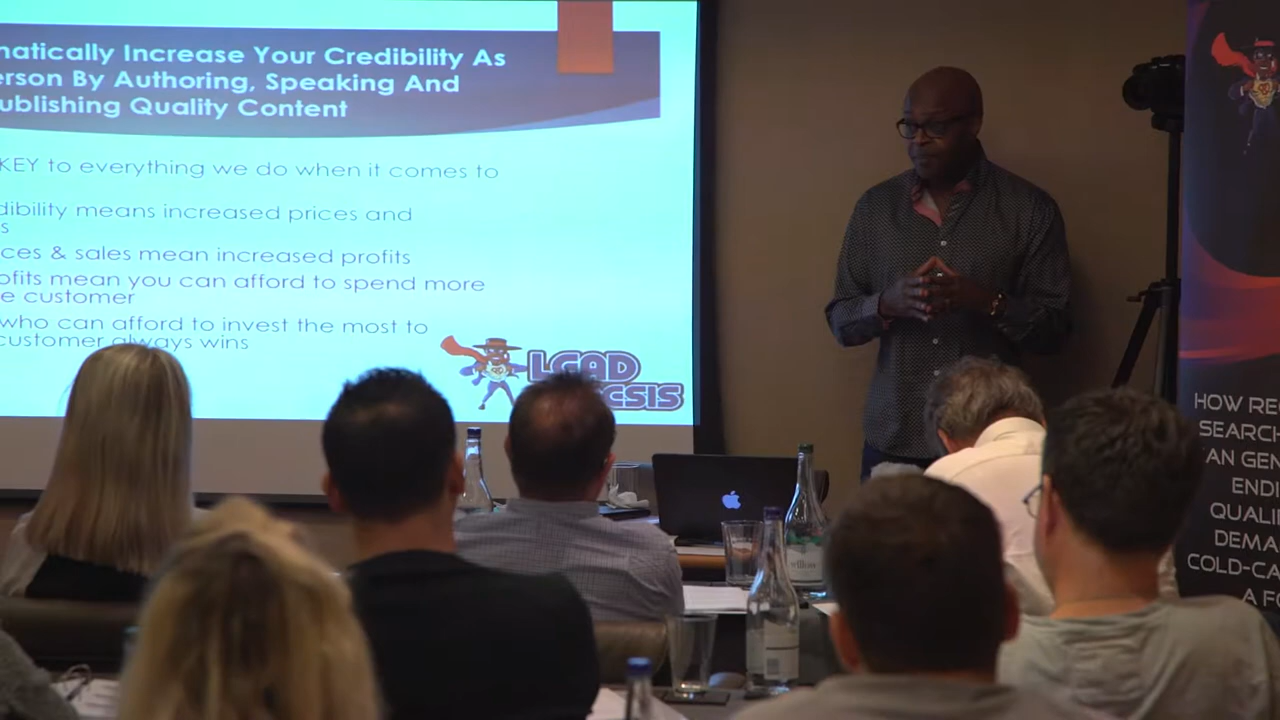 matically Increase Your Credibility As
erson By Authoring, Speaking And
ublishing Quality Content
KEY to everything we do when it comes to
dibility means increased prices and
s
ces & sales mean increased profits
ofits mean you can afford to spend more
e customer
who can afford to invest the most to
customer always wins
LEAD
ESIS
HOW RE
SEARCH
AN GEN
ENDI
QUALIF
DEMA
COLD-CA
A FO
willow